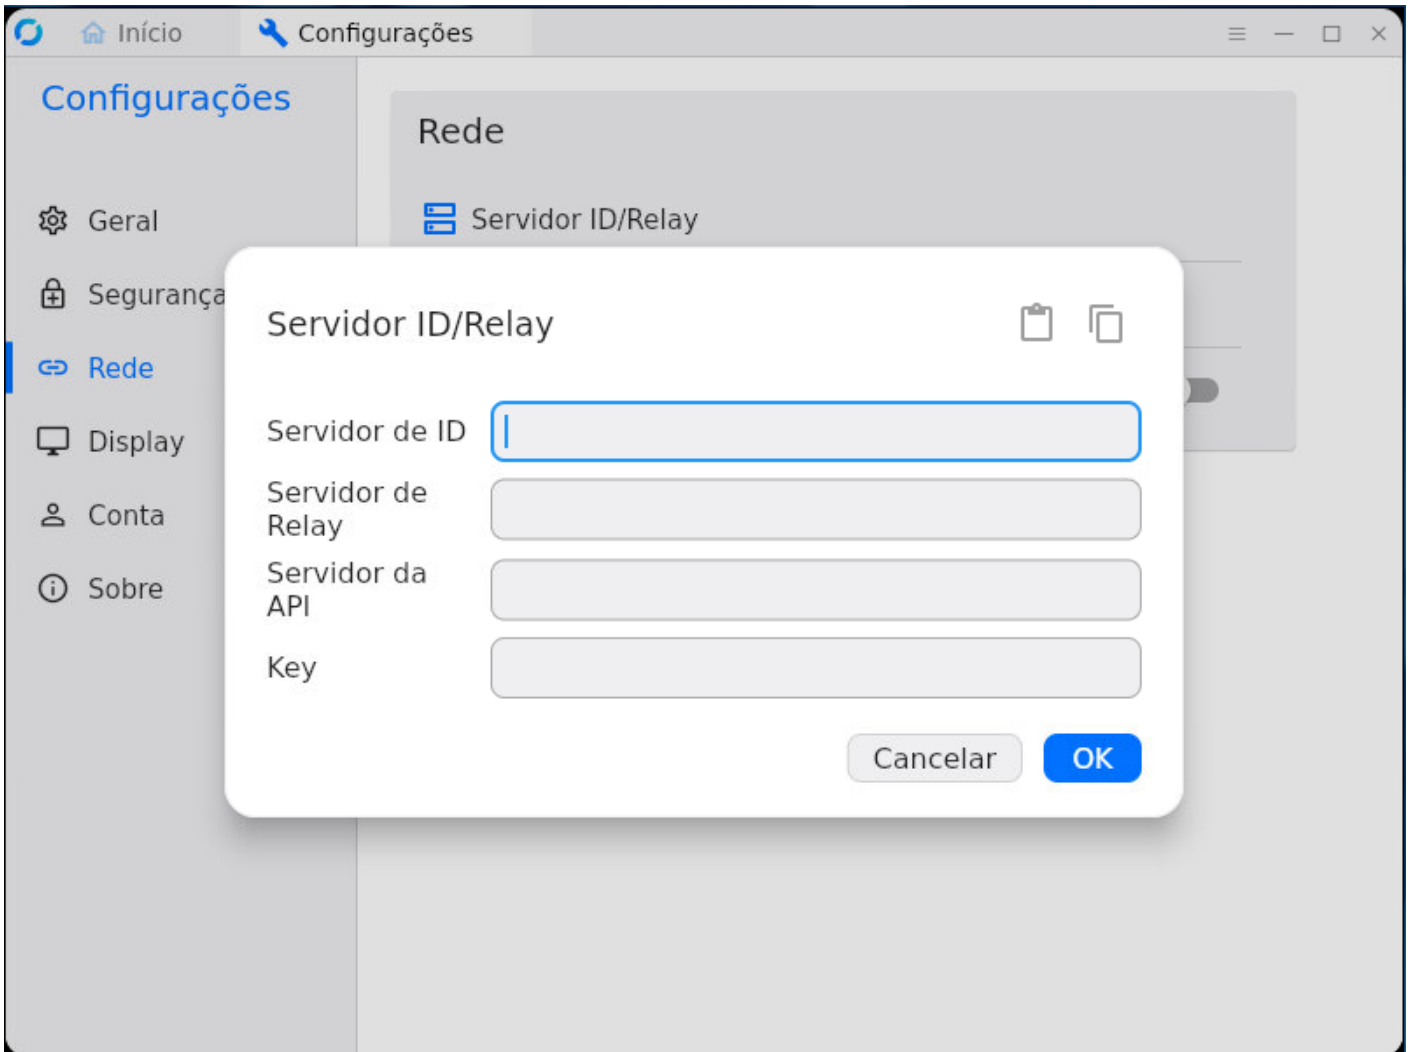 Início
Configurações
Configurações
Geral
Segurança
Rede
Display
Conta
Sobre
Rede
Servidor ID/Relay
Servidor ID/Relay
Servidor de ID
Servidor de
Relay
Servidor da
API
Key
Cancelar
OK